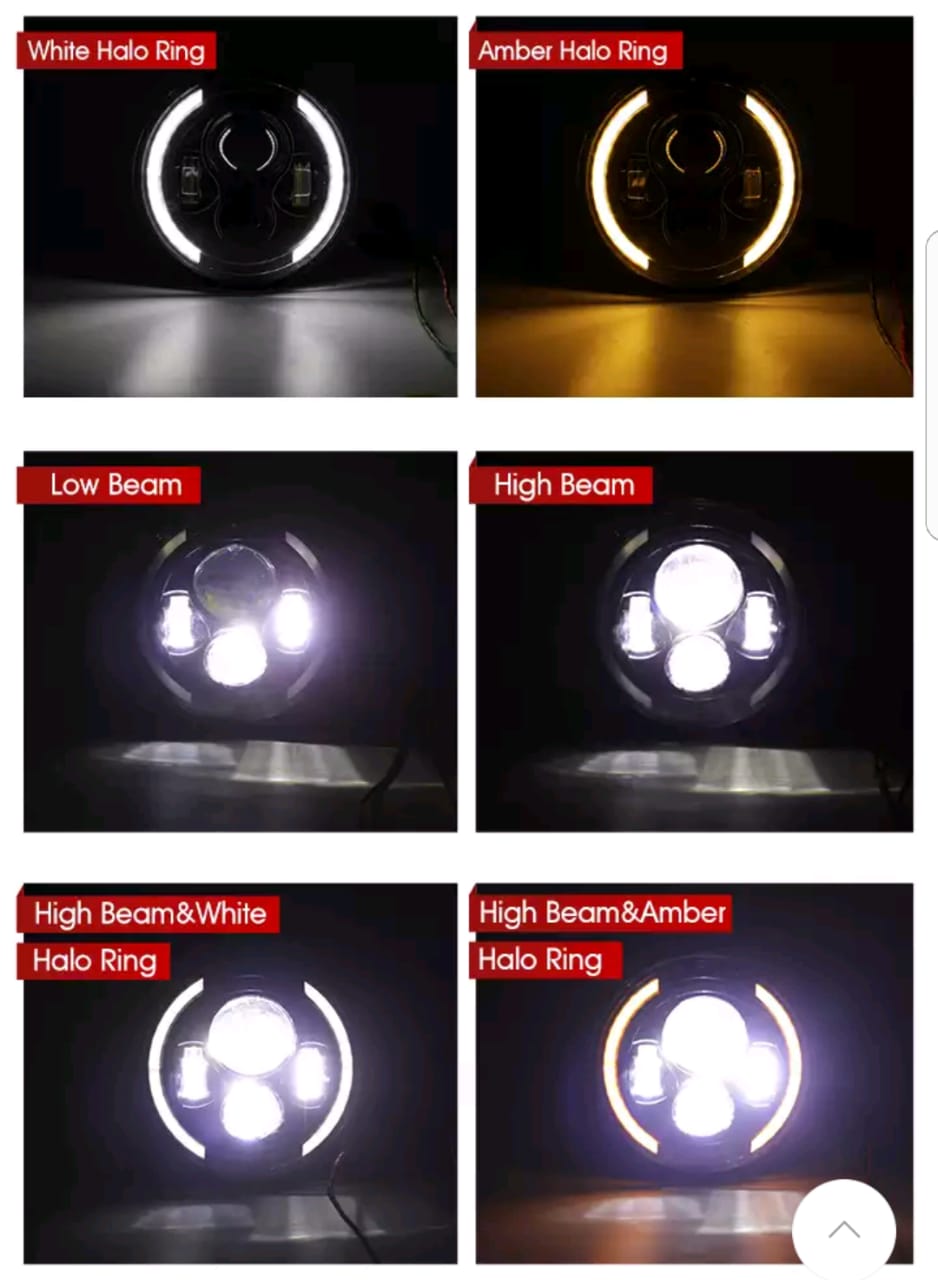 White Halo Ring
Amber Halo Ring
Low Beam
High Beam
High Beam&White
Halo Ring
High Beam&Amber
Halo Ring